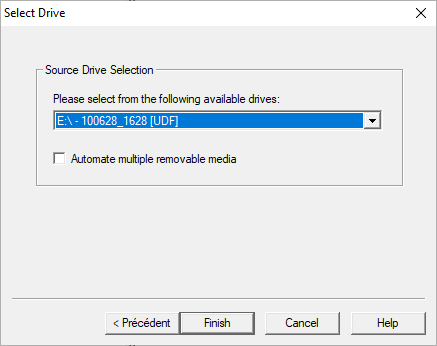 Select Drive
Source Drive Selection
Please select from the following available drives:
E:\ - 100628_1628 [UDF]
Automate multiple removable media
< Précédent
Finish
Cancel
Help